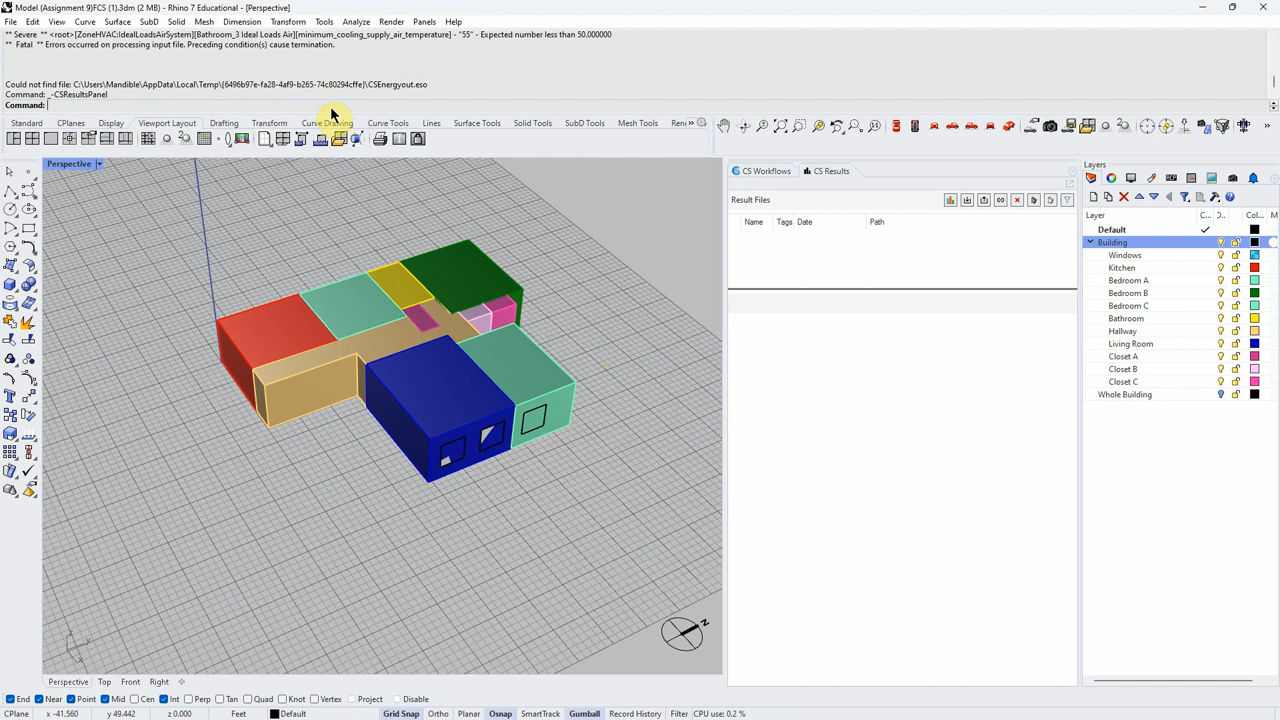 Model (Assignment 9)FCS (1).3dm (2 MB) - Rhino 7 Educational - [Perspective]
File Edit View Curve Surface SubD Solid Mesh Dimension Transform Tools Analyze Render Panels Help
** Severe ** <root>[ZoneHVAC:IdealLoadsAirSystem][Bathroom_3 Ideal Loads Air][minimum_cooling_supply_air_temperature] - "55" - Expected number less than 50.000000
** Fatal ** Errors occurred on processing input file. Preceding condition(s) cause termination.
Could not find file: C:\Users\Mandible\AppData\Local\Temp\{6496b97e-fa28-4af9-b265-74c80294cffe}\CSEnergyout.eso
Command: _-CSResultsPanel
Command:
Standard CPlanes Display Viewport Layout Drafting Transform Curve Drawing Curve Tools Lines Surface Tools Solid Tools SubD Tools Mesh Tools Re
Perspective
CS Workflows CS Results
Result Files
Name Tags Date Path
Layers
Layer C... Col... M
Default
Building
Windows
Kitchen
Bedroom A
Bedroom B
Bedroom C
Bathroom
Hallway
Living Room
Closet A
Closet B
Closet C
Whole Building
z y x
N
Perspective Top Front Right
End Near Point Mid Cen Int Perp Tan Quad Knot Vertex Project Disable
CPlane x -41.560 y 49.442 z 0.000 Feet Default Grid Snap Ortho Planar Osnap SmartTrack Gumball Record History Filter CPU use: 0.2 %